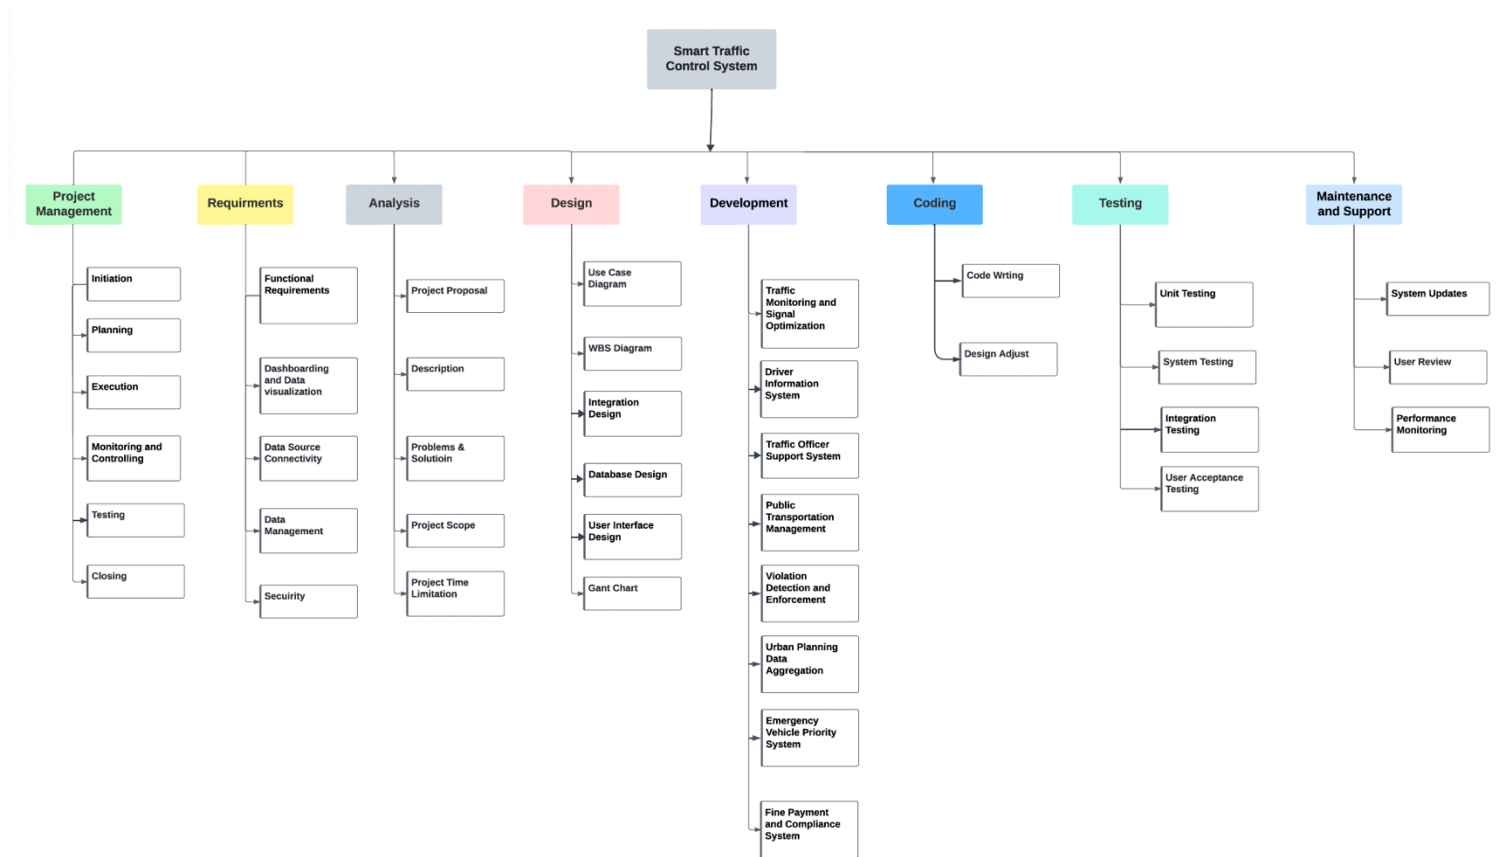 Smart Traffic
Control System
Project
Management
Requirments
Analysis
Design
Development
Coding
Testing
Maintenance
and Support
Initiation
Planning
Execution
Monitoring and
Controlling
Testing
Closing
Functional
Requirements
Dashboarding
and Data
visualization
Data Source
Connectivity
Data
Management
Secuirity
Project Proposal
Description
Problems &
Solutioin
Project Scope
Project Time
Limitation
Use Case
Diagram
WBS Diagram
Integration
Design
Database Design
User Interface
Design
Gant Chart
Traffic
Monitoring and
Signal
Optimization
Driver
Information
System
Traffic Officer
Support System
Public
Transportation
Management
Violation
Detection and
Enforcement
Urban Planning
Data
Aggregation
Emergency
Vehicle Priority
System
Fine Payment
and Compliance
System
Code Wrting
Design Adjust
Unit Testing
System Testing
Integration
Testing
User Acceptance
Testing
System Updates
User Review
Performance
Monitoring